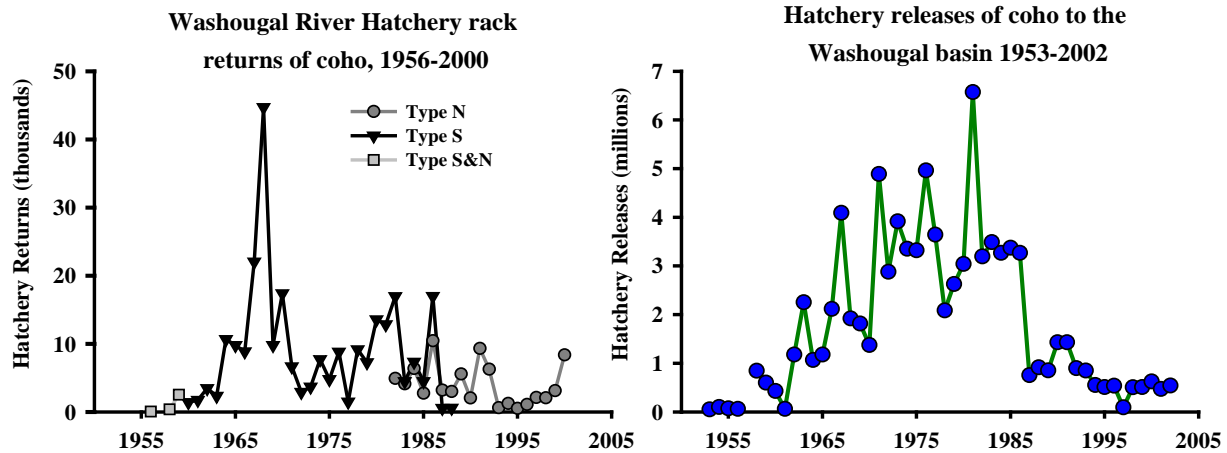 Washougal River Hatchery rack
returns of coho, 1956-2000
Hatchery Returns (thousands)
50
40
30
20
10
0
Type N
Type S
Type S&N
1955 1965 1975 1985 1995 2005
Hatchery releases of coho to the
Washougal basin 1953-2002
Hatchery Releases (millions)
7
6
5
4
3
2
1
0
1955 1965 1975 1985 1995 2005